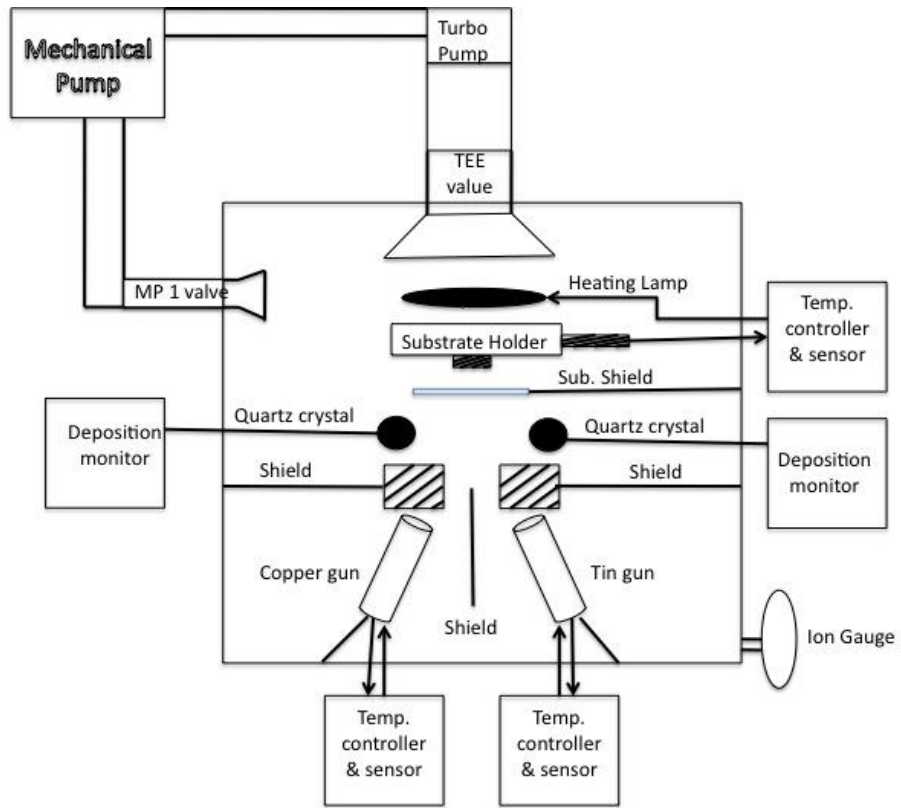 Mechanical
Pump
Turbo
Pump
TEE
value
MP 1 valve
Heating Lamp
Temp.
controller
& sensor
Substrate Holder
Sub. Shield
Quartz crystal
Quartz crystal
Deposition
monitor
Deposition
monitor
Shield
Shield
Copper gun
Tin gun
Shield
Ion Gauge
Temp.
controller
& sensor
Temp.
controller
& sensor